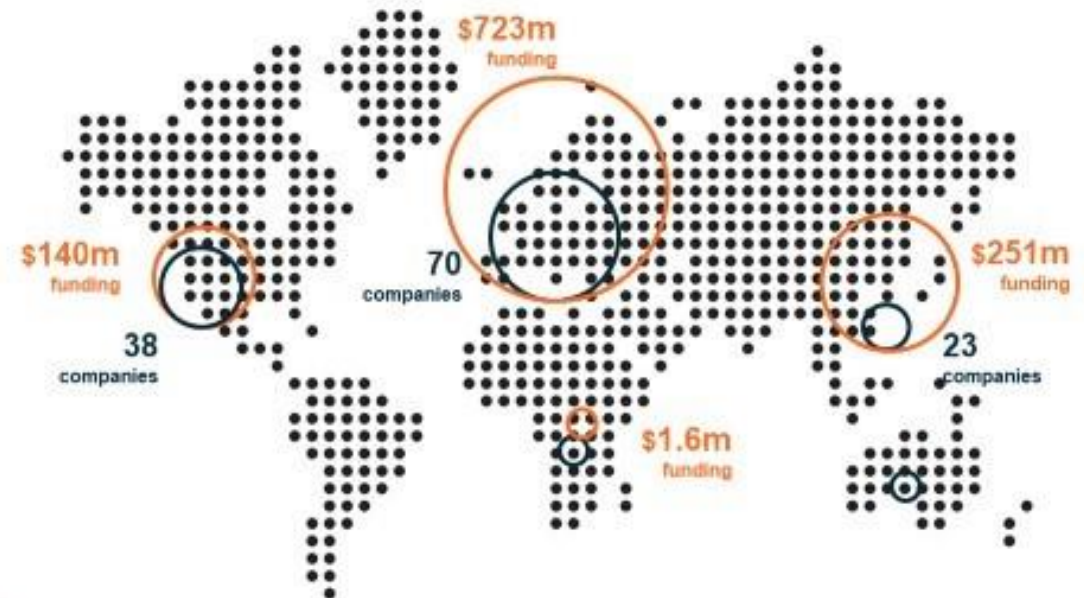 $723m
funding
$140m
funding
38
companies
70
companies
$251m
funding
23
companies
$1.6m
funding